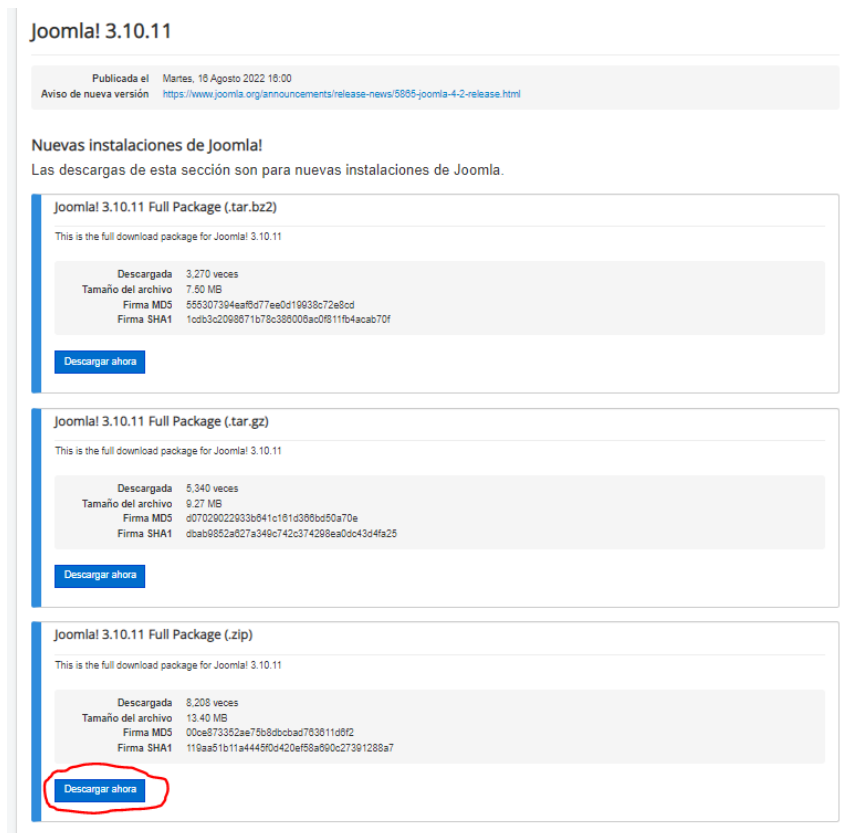 Joomla! 3.10.11
Publicada el Martes, 16 Agosto 2022 16:00
Aviso de nueva versión https://www.joomla.org/announcements/release-news/5865-joomla-4-2-release.html
Nuevas instalaciones de Joomla!
Las descargas de esta sección son para nuevas instalaciones de Joomla.
Joomla! 3.10.11 Full Package (.tar.bz2)
This is the full download package for Joomla! 3.10.11
Descargada 3,270 veces
Tamaño del archivo 7.50 MB
Firma MD5 555307394eaf6d77ee0d19938c72e8cd
Firma SHA1 1cdb3c2098671b78c386006ac0f811fb4acab70f
Descargar ahora
Joomla! 3.10.11 Full Package (.tar.gz)
This is the full download package for Joomla! 3.10.11
Descargada 5,340 veces
Tamaño del archivo 9.27 MB
Firma MD5 d07029022933b641c161d366bd50a70e
Firma SHA1 dbab9852a627a349c742c374298ea0dc43d4fa25
Descargar ahora
Joomla! 3.10.11 Full Package (.zip)
This is the full download package for Joomla! 3.10.11
Descargada 8,208 veces
Tamaño del archivo 13.40 MB
Firma MD5 00ce873352ae75b8dbcbad763611d6f2
Firma SHA1 119aa51b11a4445f0d420ef58a690c27391288a7
Descargar ahora